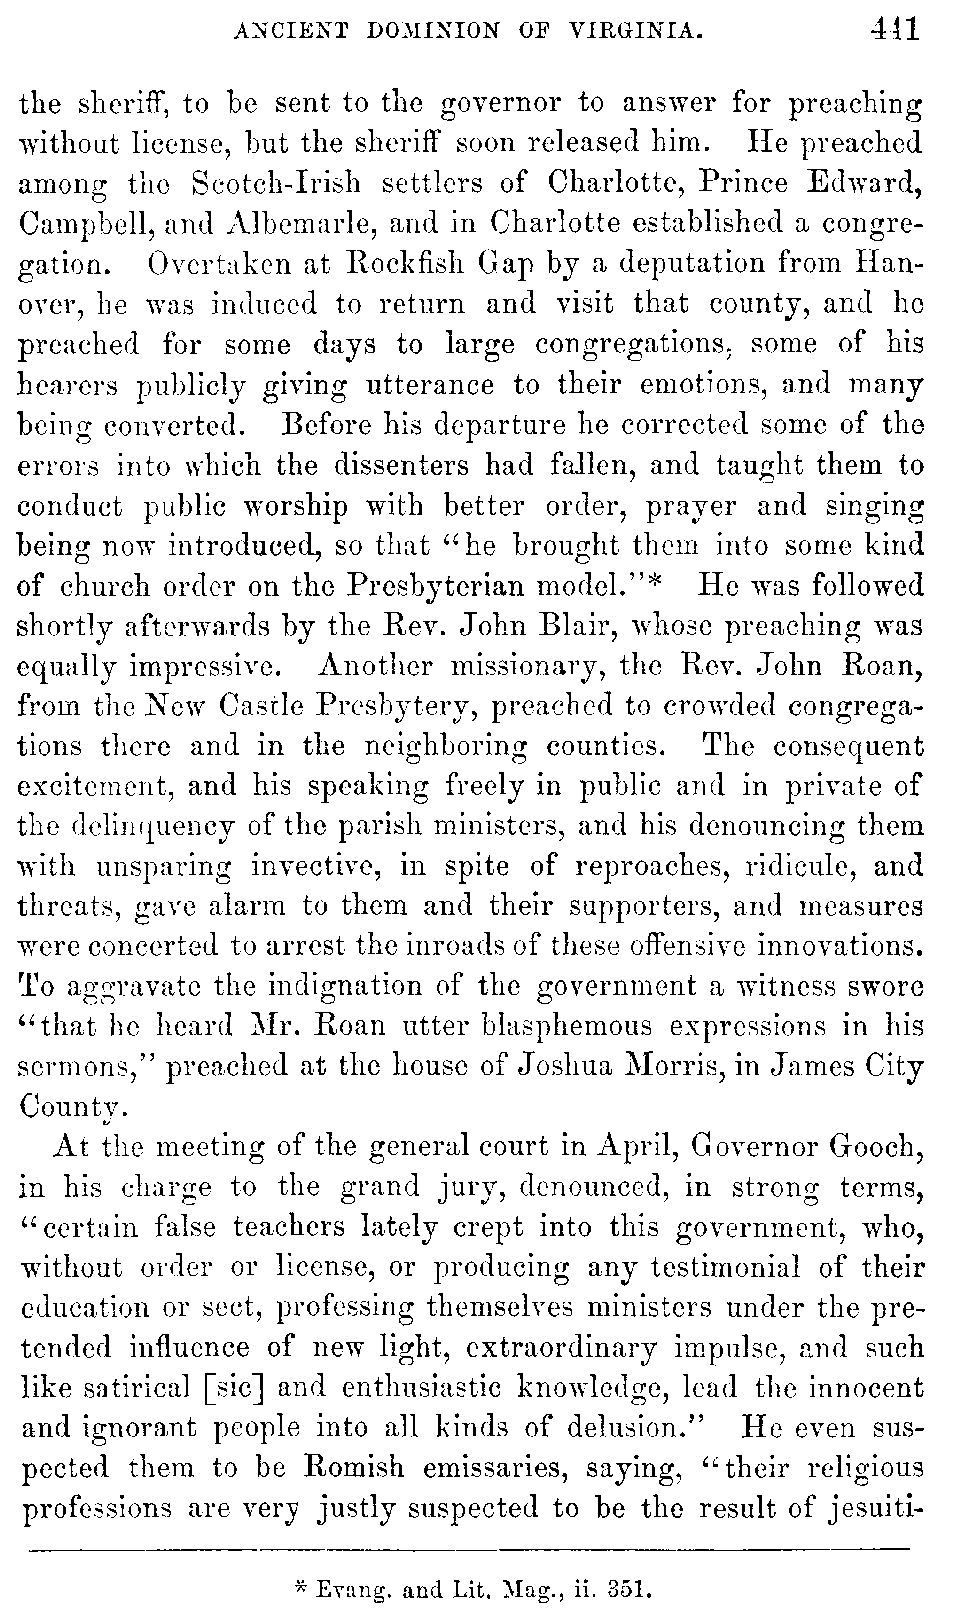 ANCIENT DOMINION OF VIRGINIA. 441
the sheriff, to be sent to the governor to answer for preaching
without license, but the sheriff soon released him. He preached
among the Scotch-Irish settlers of Charlotte, Prince Edward,
Campbell, and Albemarle, and in Charlotte established a congre-
gation. Overtaken at Rockfish Gap by a deputation from Han-
over, he was induced to return and visit that county, and he
preached for some days to large congregations, some of his
hearers publicly giving utterance to their emotions, and many
being converted. Before his departure he corrected some of the
errors into which the dissenters had fallen, and taught them to
conduct public worship with better order, prayer and singing
being now introduced, so that "he brought them into some kind
of church order on the Presbyterian model."* He was followed
shortly afterwards by the Rev. John Blair, whose preaching was
equally impressive. Another missionary, the Rev. John Roan,
from the New Castle Presbytery, preached to crowded congrega-
tions there and in the neighboring counties. The consequent
excitement, and his speaking freely in public and in private of
the delinquency of the parish ministers, and his denouncing them
with unsparing invective, in spite of reproaches, ridicule, and
threats, gave alarm to them and their supporters, and measures
were concerted to arrest the inroads of these offensive innovations.
To aggravate the indignation of the government a witness swore
"that he heard Mr. Roan utter blasphemous expressions in his
sermons," preached at the house of Joshua Morris, in James City
County.
At the meeting of the general court in April, Governor Gooch,
in his charge to the grand jury, denounced, in strong terms,
"certain false teachers lately crept into this government, who,
without order or license, or producing any testimonial of their
education or sect, professing themselves ministers under the pre-
tended influence of new light, extraordinary impulse, and such
like satirical [sic] and enthusiastic knowledge, lead the innocent
and ignorant people into all kinds of delusion." He even sus-
pected them to be Romish emissaries, saying, "their religious
professions are very justly suspected to be the result of jesuiti-
* Evang. and Lit. Mag., ii. 351.